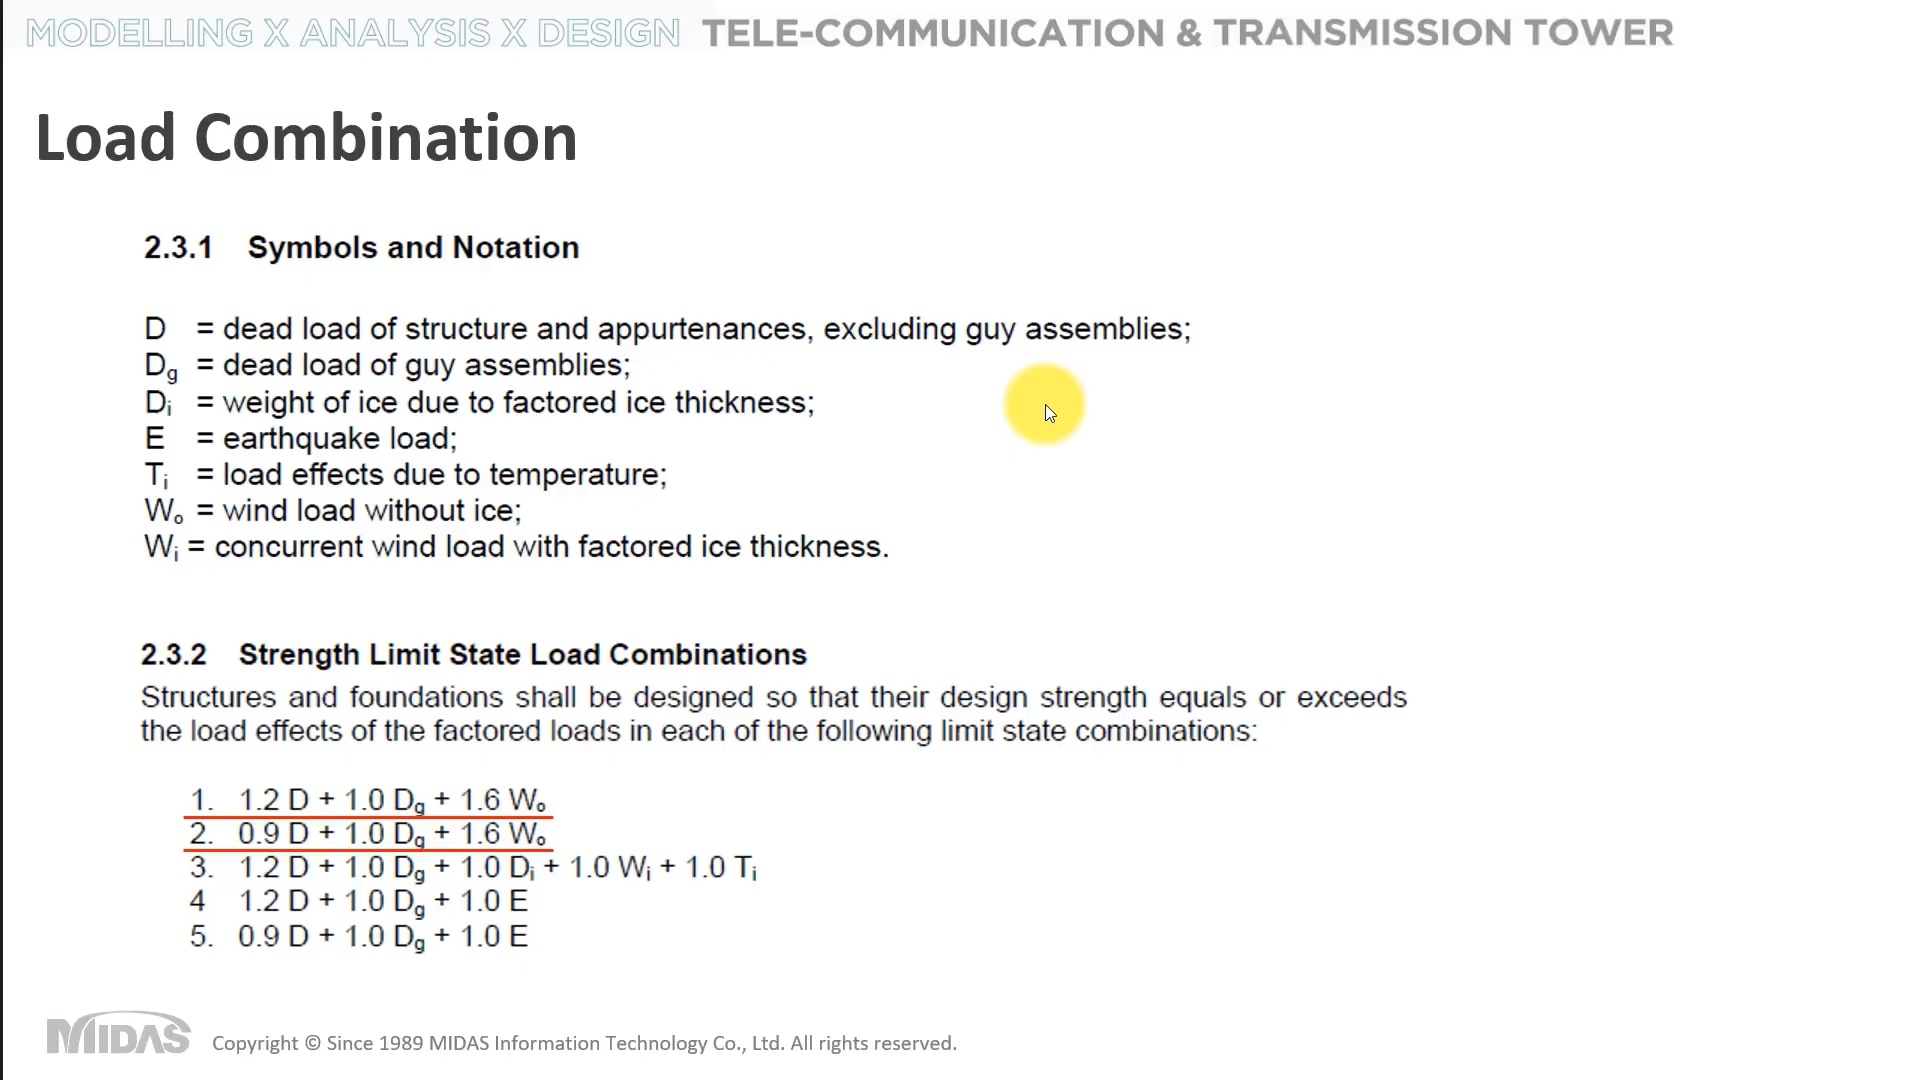 MODELLING X ANALYSIS X DESIGN TELE-COMMUNICATION & TRANSMISSION TOWER
Load Combination
2.3.1 Symbols and Notation
D = dead load of structure and appurtenances, excluding guy assemblies;
Dg = dead load of guy assemblies;
Di = weight of ice due to factored ice thickness;
E = earthquake load;
Ti = load effects due to temperature;
Wo = wind load without ice;
Wi = concurrent wind load with factored ice thickness.
2.3.2 Strength Limit State Load Combinations
Structures and foundations shall be designed so that their design strength equals or exceeds
the load effects of the factored loads in each of the following limit state combinations:
1. 1.2 D + 1.0 Dg + 1.6 Wo
2. 0.9 D + 1.0 Dg + 1.6 Wo
3. 1.2 D + 1.0 Dg + 1.0 Di + 1.0 Wi + 1.0 Ti
4 1.2 D + 1.0 Dg + 1.0 E
5. 0.9 D + 1.0 Dg + 1.0 E
MIDAS Copyright © Since 1989 MIDAS Information Technology Co., Ltd. All rights reserved.